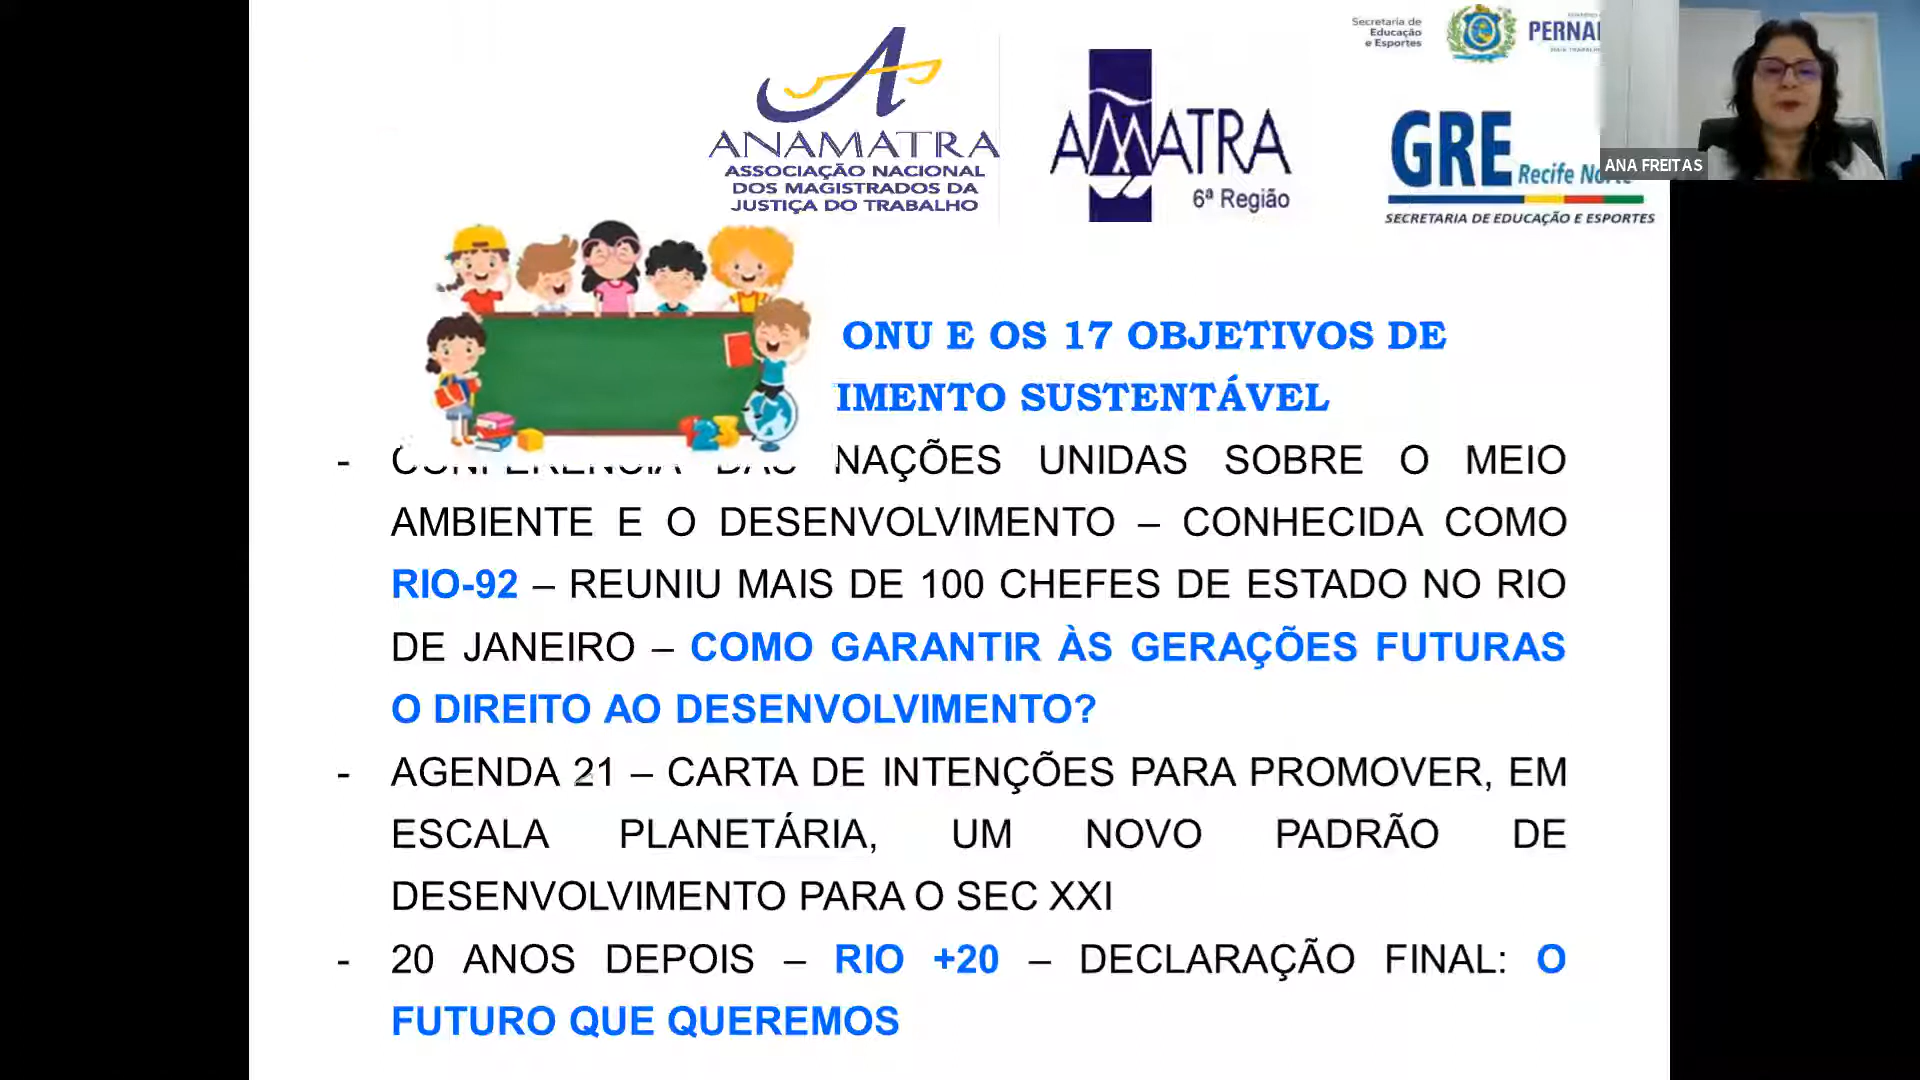 Secretaria de
Educação
e Esportes
PERNA
ANAMATRA
ASSOCIAÇÃO NACIONAL
DOS MAGISTRADOS DA
JUSTIÇA DO TRABALHO
AMATRA
6ª Região
GRE Recife Norte
SECRETARIA DE EDUCAÇÃO E ESPORTES
ANA FREITAS
ONU E OS 17 OBJETIVOS DE
IMENTO SUSTENTÁVEL
- CONFERÊNCIA DAS NAÇÕES UNIDAS SOBRE O MEIO
AMBIENTE E O DESENVOLVIMENTO – CONHECIDA COMO
RIO-92 – REUNIU MAIS DE 100 CHEFES DE ESTADO NO RIO
DE JANEIRO – COMO GARANTIR ÀS GERAÇÕES FUTURAS
O DIREITO AO DESENVOLVIMENTO?
- AGENDA 21 – CARTA DE INTENÇÕES PARA PROMOVER, EM
ESCALA PLANETÁRIA, UM NOVO PADRÃO DE
DESENVOLVIMENTO PARA O SEC XXI
- 20 ANOS DEPOIS – RIO +20 – DECLARAÇÃO FINAL: O
FUTURO QUE QUEREMOS